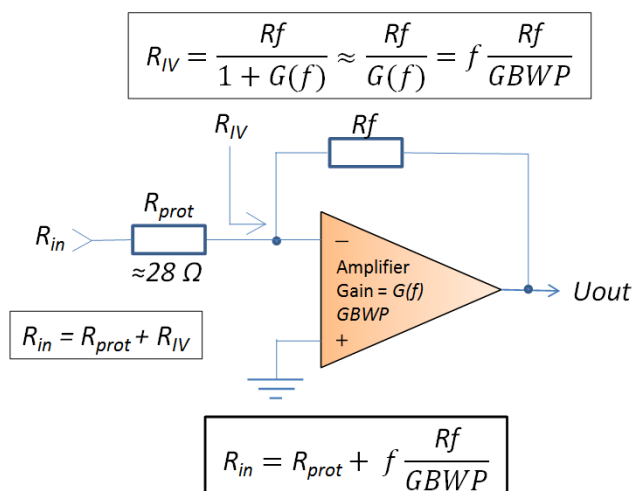 R_IV = Rf / (1 + G(f)) ≈ Rf / G(f) = f Rf / GBWP
R_IV
Rf
R_prot
R_in
≈28 Ω
−
Amplifier
Gain = G(f)
GBWP
+
Uout
R_in = R_prot + R_IV
R_in = R_prot + f Rf / GBWP